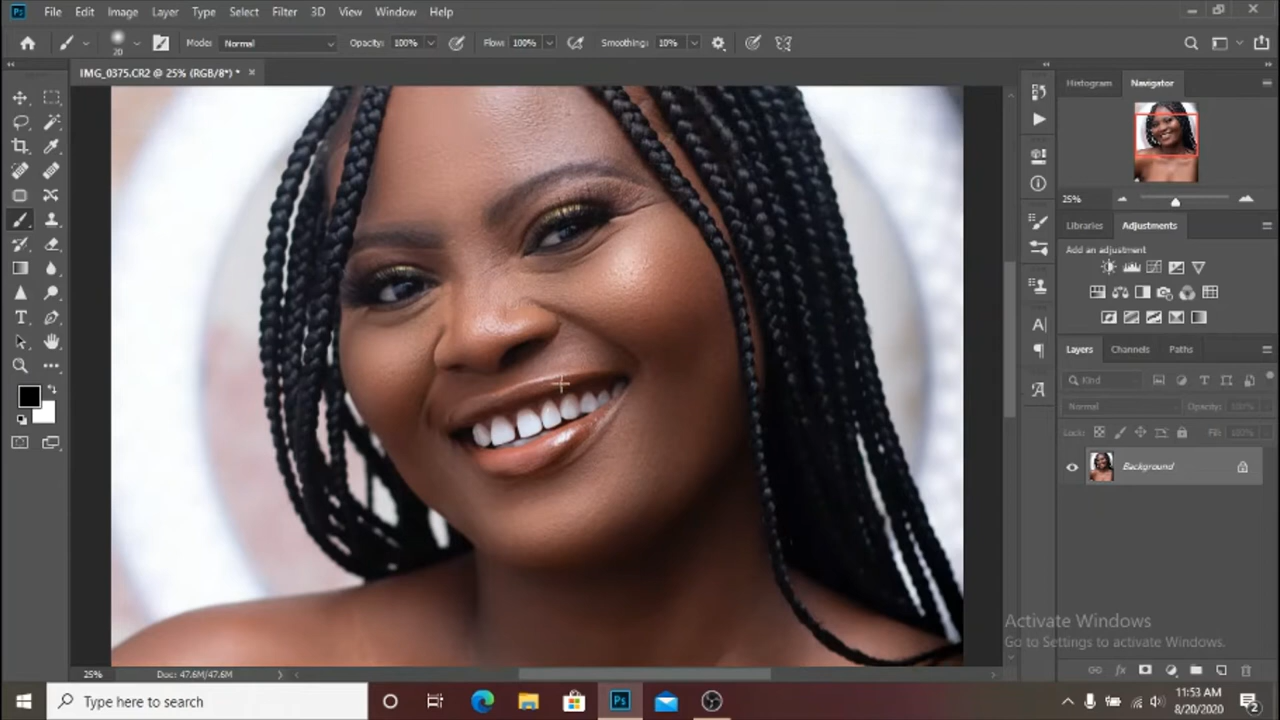 Ps File Edit Image Layer Type Select Filter 3D View Window Help
20 Mode: Normal Opacity: 100% Flow: 100% Smoothing: 10%
IMG_0375.CR2 @ 25% (RGB/8*) * ×
Histogram Navigator
25%
Libraries Adjustments
Add an adjustment
Layers Channels Paths
Kind
Normal Opacity: 100%
Lock: Fill: 100%
Background
Activate Windows
Go to Settings to activate Windows.
25% Doc: 47.6M/47.6M
Type here to search
Ps
11:53 AM
8/20/2020
2